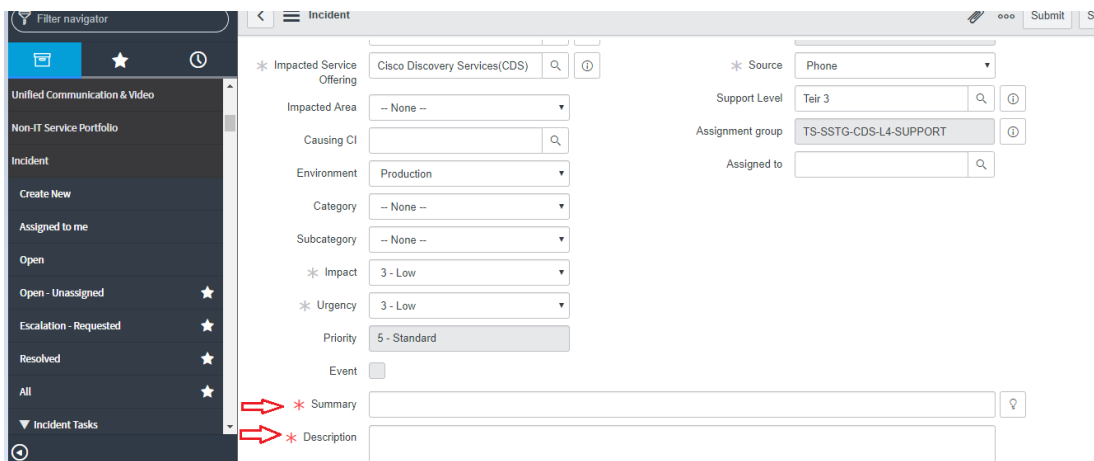 Filter navigator
Incident
Submit
S
Unified Communication & Video
Non-IT Service Portfolio
Incident
Create New
Assigned to me
Open
Open - Unassigned
Escalation - Requested
Resolved
All
Incident Tasks
Impacted Service Offering
Cisco Discovery Services(CDS)
Impacted Area
-- None --
Causing CI
Environment
Production
Category
-- None --
Subcategory
-- None --
Impact
3 - Low
Urgency
3 - Low
Priority
5 - Standard
Event
Summary
Description
Source
Phone
Support Level
Teir 3
Assignment group
TS-SSTG-CDS-L4-SUPPORT
Assigned to